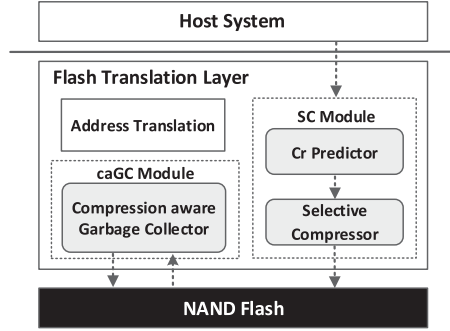 Host System
Flash Translation Layer
Address Translation
SC Module
Cr Predictor
caGC Module
Compression aware
Garbage Collector
Selective
Compressor
NAND Flash